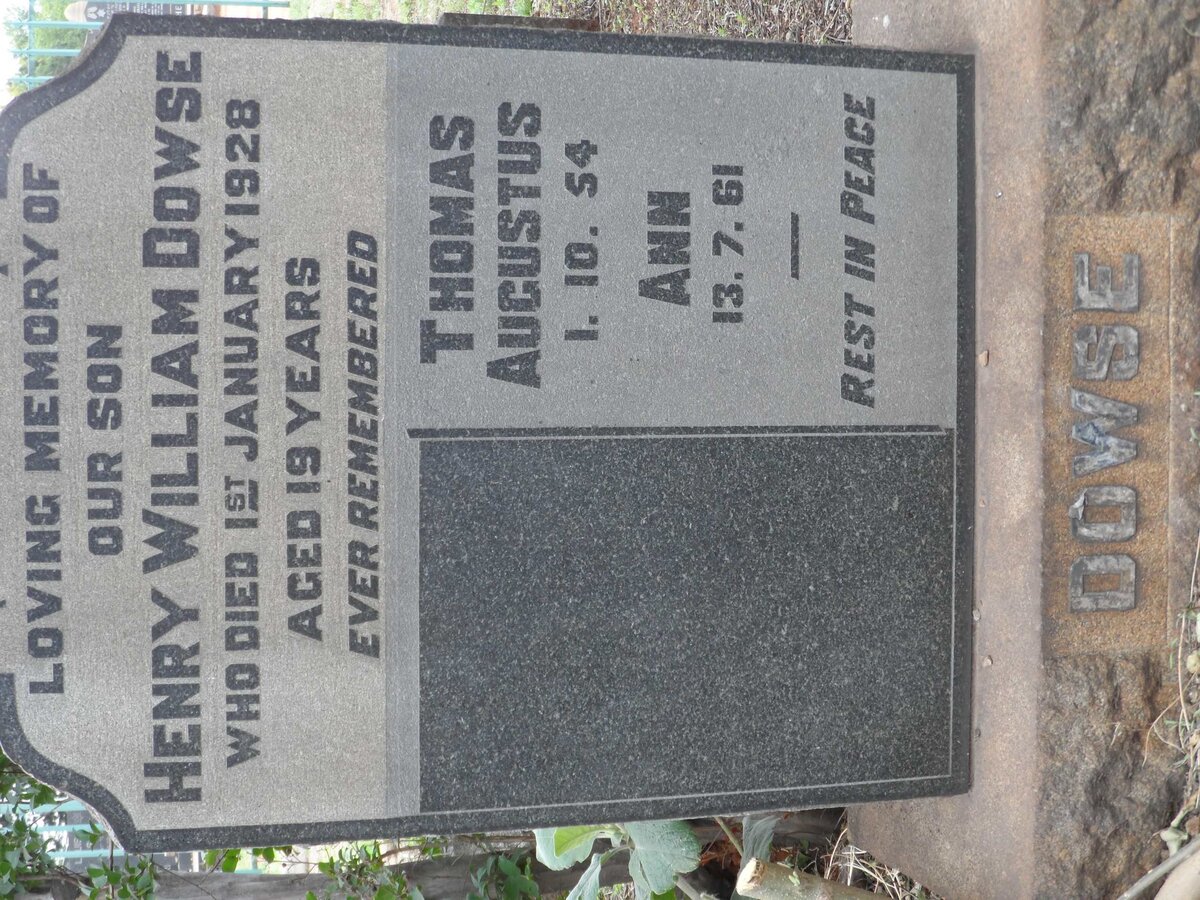 LOVING MEMORY OF
OUR SON
HENRY WILLIAM DOWSE
WHO DIED 1ST JANUARY 1928
AGED 19 YEARS
EVER REMEMBERED
THOMAS
AUGUSTUS
1. 10. 54
ANN
13. 7. 61
REST IN PEACE
DOWSE